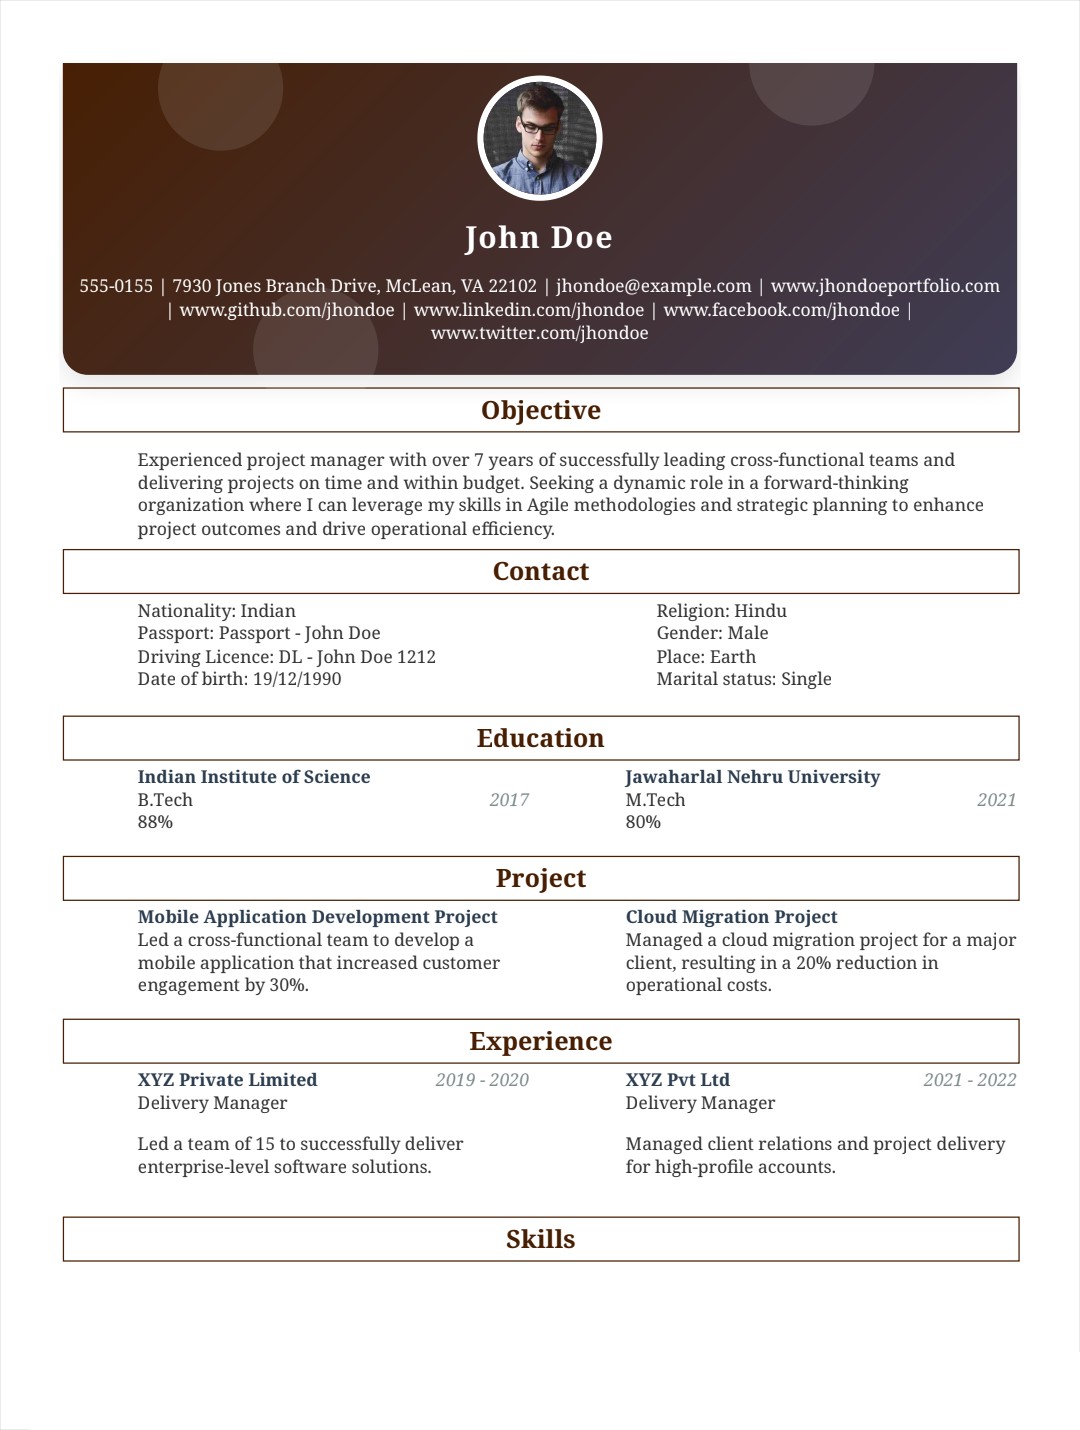 John Doe
555-0155 | 7930 Jones Branch Drive, McLean, VA 22102 | jhondoe@example.com | www.jhondoeportfolio.com
| www.github.com/jhondoe | www.linkedin.com/jhondoe | www.facebook.com/jhondoe |
www.twitter.com/jhondoe
Objective
Experienced project manager with over 7 years of successfully leading cross-functional teams and
delivering projects on time and within budget. Seeking a dynamic role in a forward-thinking
organization where I can leverage my skills in Agile methodologies and strategic planning to enhance
project outcomes and drive operational efficiency.
Contact
Nationality: Indian
Passport: Passport - John Doe
Driving Licence: DL - John Doe 1212
Date of birth: 19/12/1990
Religion: Hindu
Gender: Male
Place: Earth
Marital status: Single
Education
Indian Institute of Science
B.Tech 2017
88%
Jawaharlal Nehru University
M.Tech 2021
80%
Project
Mobile Application Development Project
Led a cross-functional team to develop a
mobile application that increased customer
engagement by 30%.
Cloud Migration Project
Managed a cloud migration project for a major
client, resulting in a 20% reduction in
operational costs.
Experience
XYZ Private Limited 2019 - 2020
Delivery Manager
Led a team of 15 to successfully deliver
enterprise-level software solutions.
XYZ Pvt Ltd 2021 - 2022
Delivery Manager
Managed client relations and project delivery
for high-profile accounts.
Skills